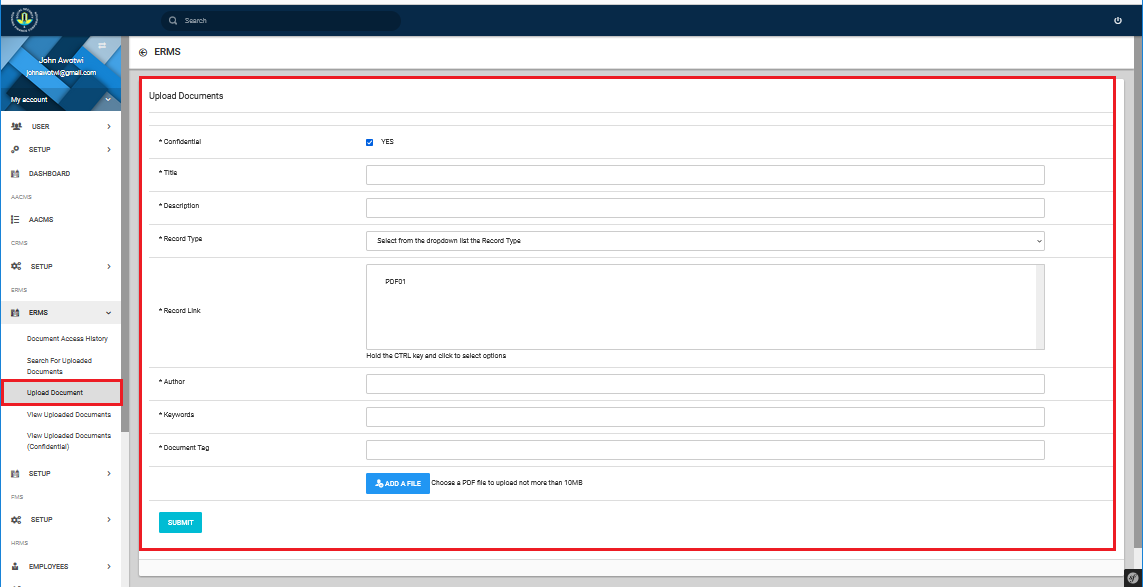 Search
John Awotwi
johnawotwi@gmail.com
My account
USER
SETUP
DASHBOARD
AACMS
AACMS
CRMS
SETUP
ERMS
ERMS
Document Access History
Search For Uploaded
Documents
Upload Document
View Uploaded Documents
View Uploaded Documents
(Confidential)
SETUP
FMS
SETUP
HRMS
EMPLOYEES
ERMS
Upload Documents
* Confidential
YES
* Title
* Description
* Record Type
Select from the dropdown list the Record Type
* Record Link
PDF01
Hold the CTRL key and click to select options
* Author
* Keywords
* Document Tag
ADD A FILE Choose a PDF file to upload not more than 10MB
SUBMIT